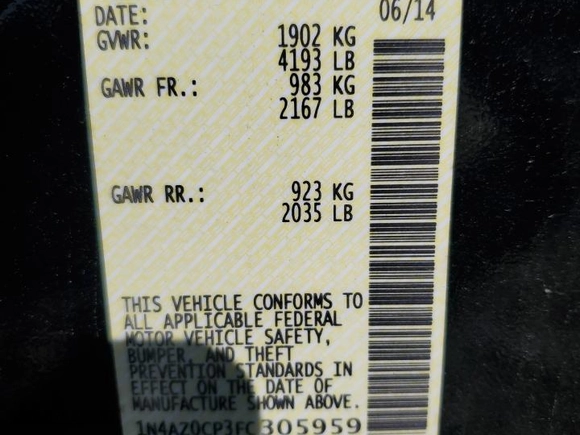 DATE: 06/14
GVWR: 1902 KG
4193 LB
GAWR FR.: 983 KG
2167 LB
GAWR RR.: 923 KG
2035 LB
THIS VEHICLE CONFORMS TO
ALL APPLICABLE FEDERAL
MOTOR VEHICLE SAFETY,
BUMPER, AND THEFT
PREVENTION STANDARDS IN
EFFECT ON THE DATE OF
MANUFACTURE SHOWN ABOVE.
1N4AZ0CP3FC305959